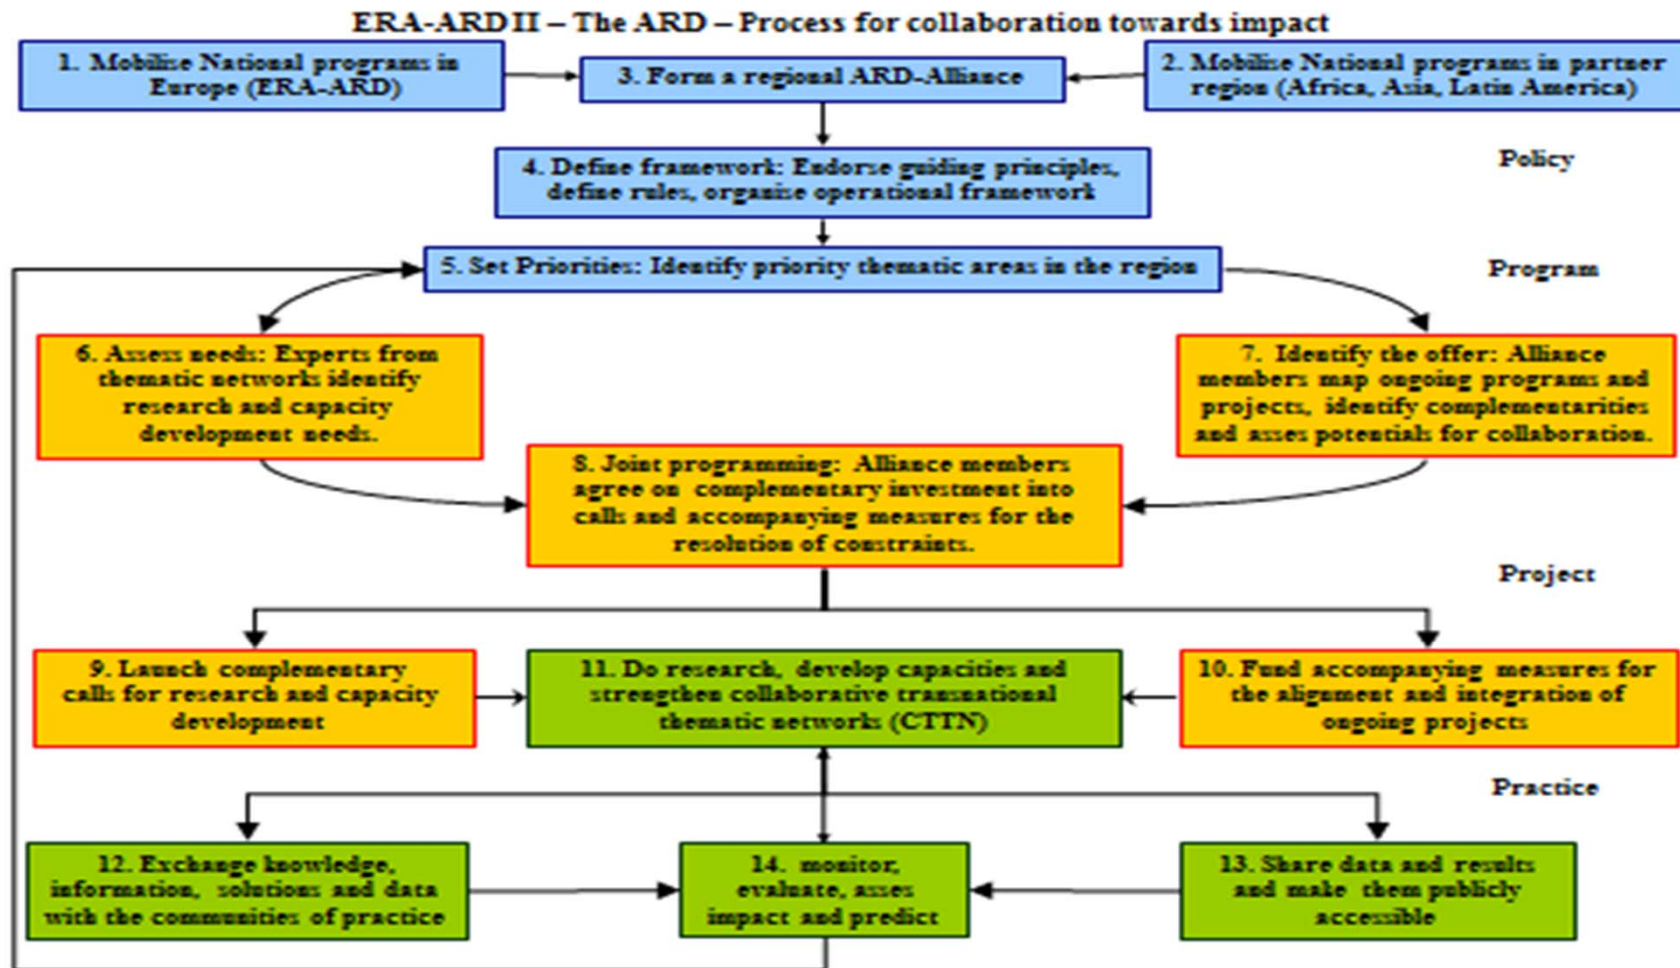 ERA-ARD II – The ARD – Process for collaboration towards impact
1. Mobilise National programs in
Europe (ERA-ARD)
3. Form a regional ARD-Alliance
2. Mobilise National programs in partner
region (Africa, Asia, Latin America)
Policy
4. Define framework: Endorse guiding principles,
define rules, organise operational framework
5. Set Priorities: Identify priority thematic areas in the region
Program
6. Assess needs: Experts from
thematic networks identify
research and capacity
development needs.
7. Identify the offer: Alliance
members map ongoing programs and
projects, identify complementarities
and asses potentials for collaboration.
8. Joint programming: Alliance members
agree on complementary investment into
calls and accompanying measures for the
resolution of constraints.
Project
9. Launch complementary
calls for research and capacity
development
11. Do research, develop capacities and
strengthen collaborative transnational
thematic networks (CTTN)
10. Fund accompanying measures for
the alignment and integration of
ongoing projects
Practice
12. Exchange knowledge,
information, solutions and data
with the communities of practice
14. monitor,
evaluate, asses
impact and predict
13. Share data and results
and make them publicly
accessible